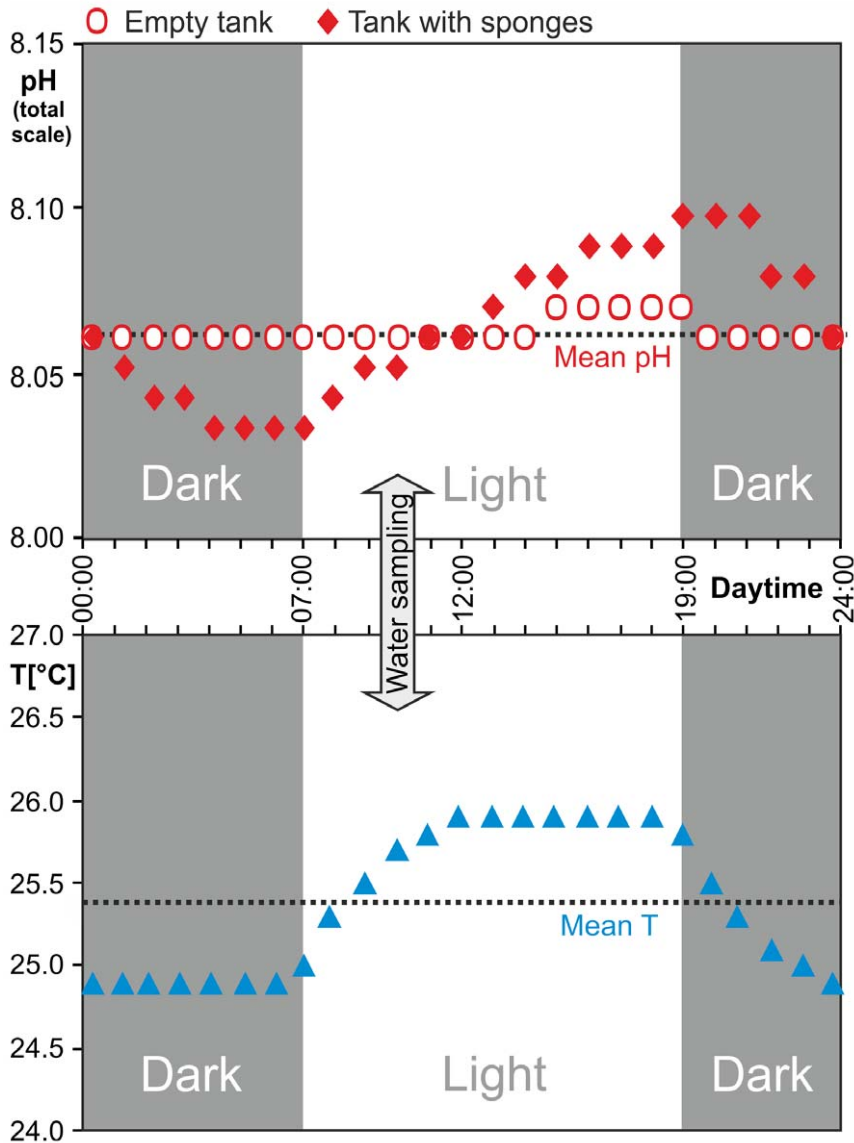 Empty tank Tank with sponges
8.15
pH
(total
scale)
8.10
8.05
Mean pH
Dark Light Dark
8.00
00:00 07:00 12:00 19:00 24:00
Daytime
Water sampling
27.0
T[°C]
26.5
26.0
25.5
Mean T
25.0
24.5
Dark Light Dark
24.0